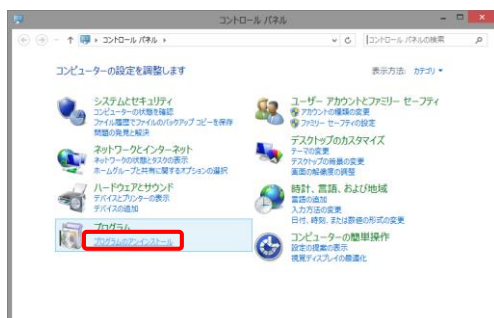 コントロール パネル
コントロール パネル
コントロール パネルの検索
コンピューターの設定を調整します
表示方法: カテゴリ
システムとセキュリティ
コンピューターの状態を確認
ファイル履歴でファイルのバックアップ コピーを保存
問題の発見と解決
ネットワークとインターネット
ネットワークの状態とタスクの表示
ホームグループと共有に関するオプションの選択
ハードウェアとサウンド
デバイスとプリンターの表示
デバイスの追加
プログラム
プログラムのアンインストール
ユーザー アカウントとファミリー セーフティ
アカウントの種類の変更
ファミリー セーフティの設定
デスクトップのカスタマイズ
テーマの変更
デスクトップの背景の変更
画面の解像度の調整
時計、言語、および地域
言語の追加
入力方法の変更
日付、時刻、または数値の形式の変更
コンピューターの簡単操作
設定の提案の表示
視覚ディスプレイの最適化